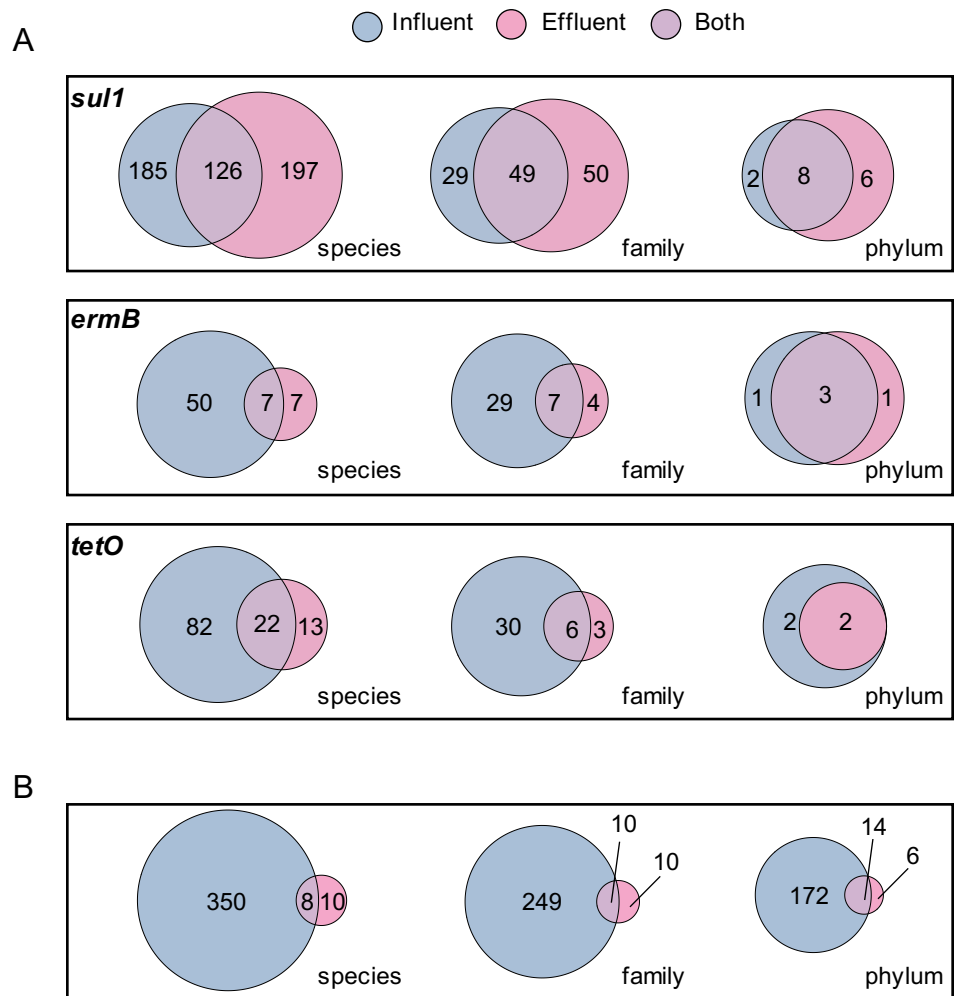 Influent Effluent Both
A
sul1
185 126 197
species
29 49 50
family
2 8 6
phylum
ermB
50 7 7
species
29 7 4
family
1 3 1
phylum
tetO
82 22 13
species
30 6 3
family
2 2
phylum
B
350 8 10
species
249 10 10
family
172 14 6
phylum